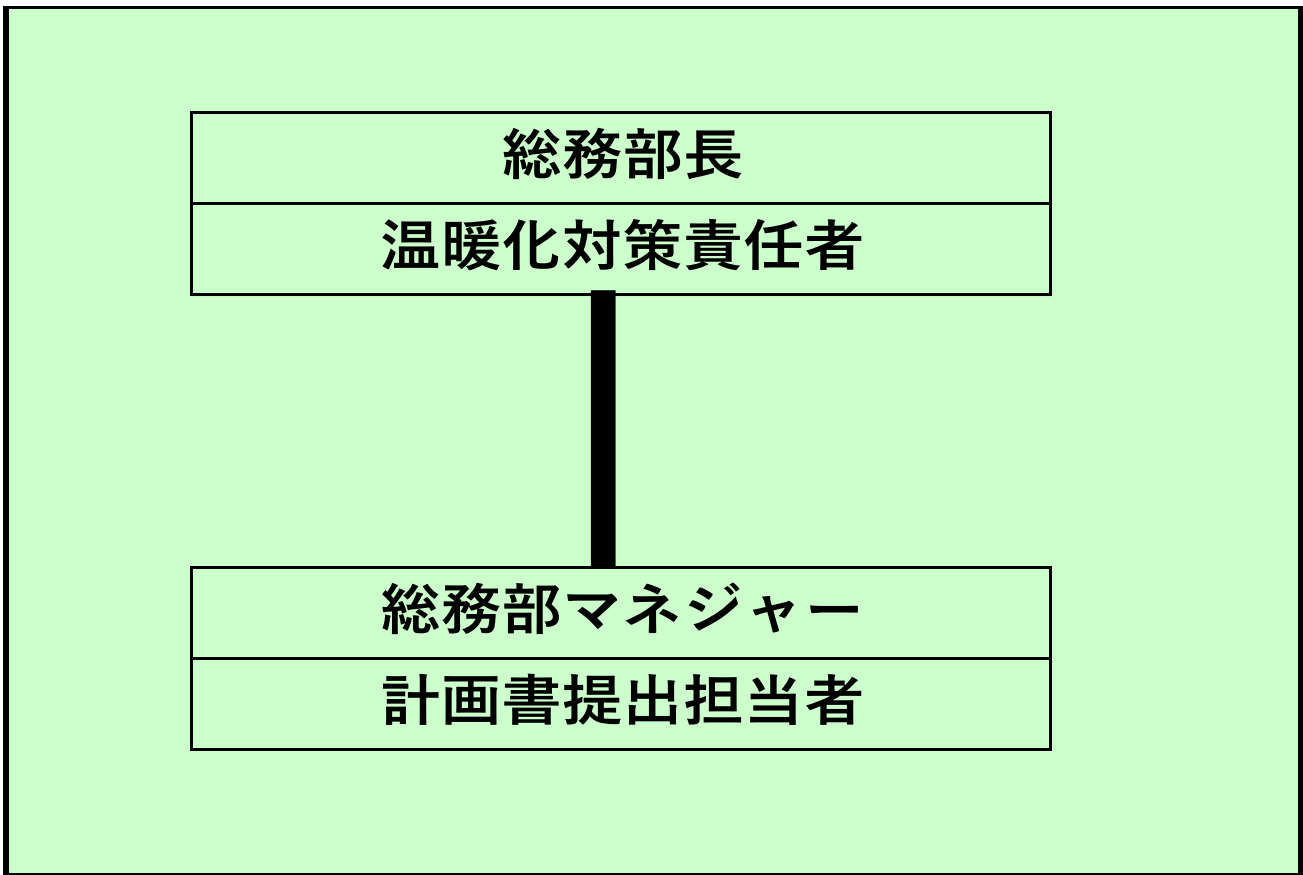 総務部長
温暖化対策責任者
総務部マネジャー
計画書提出担当者